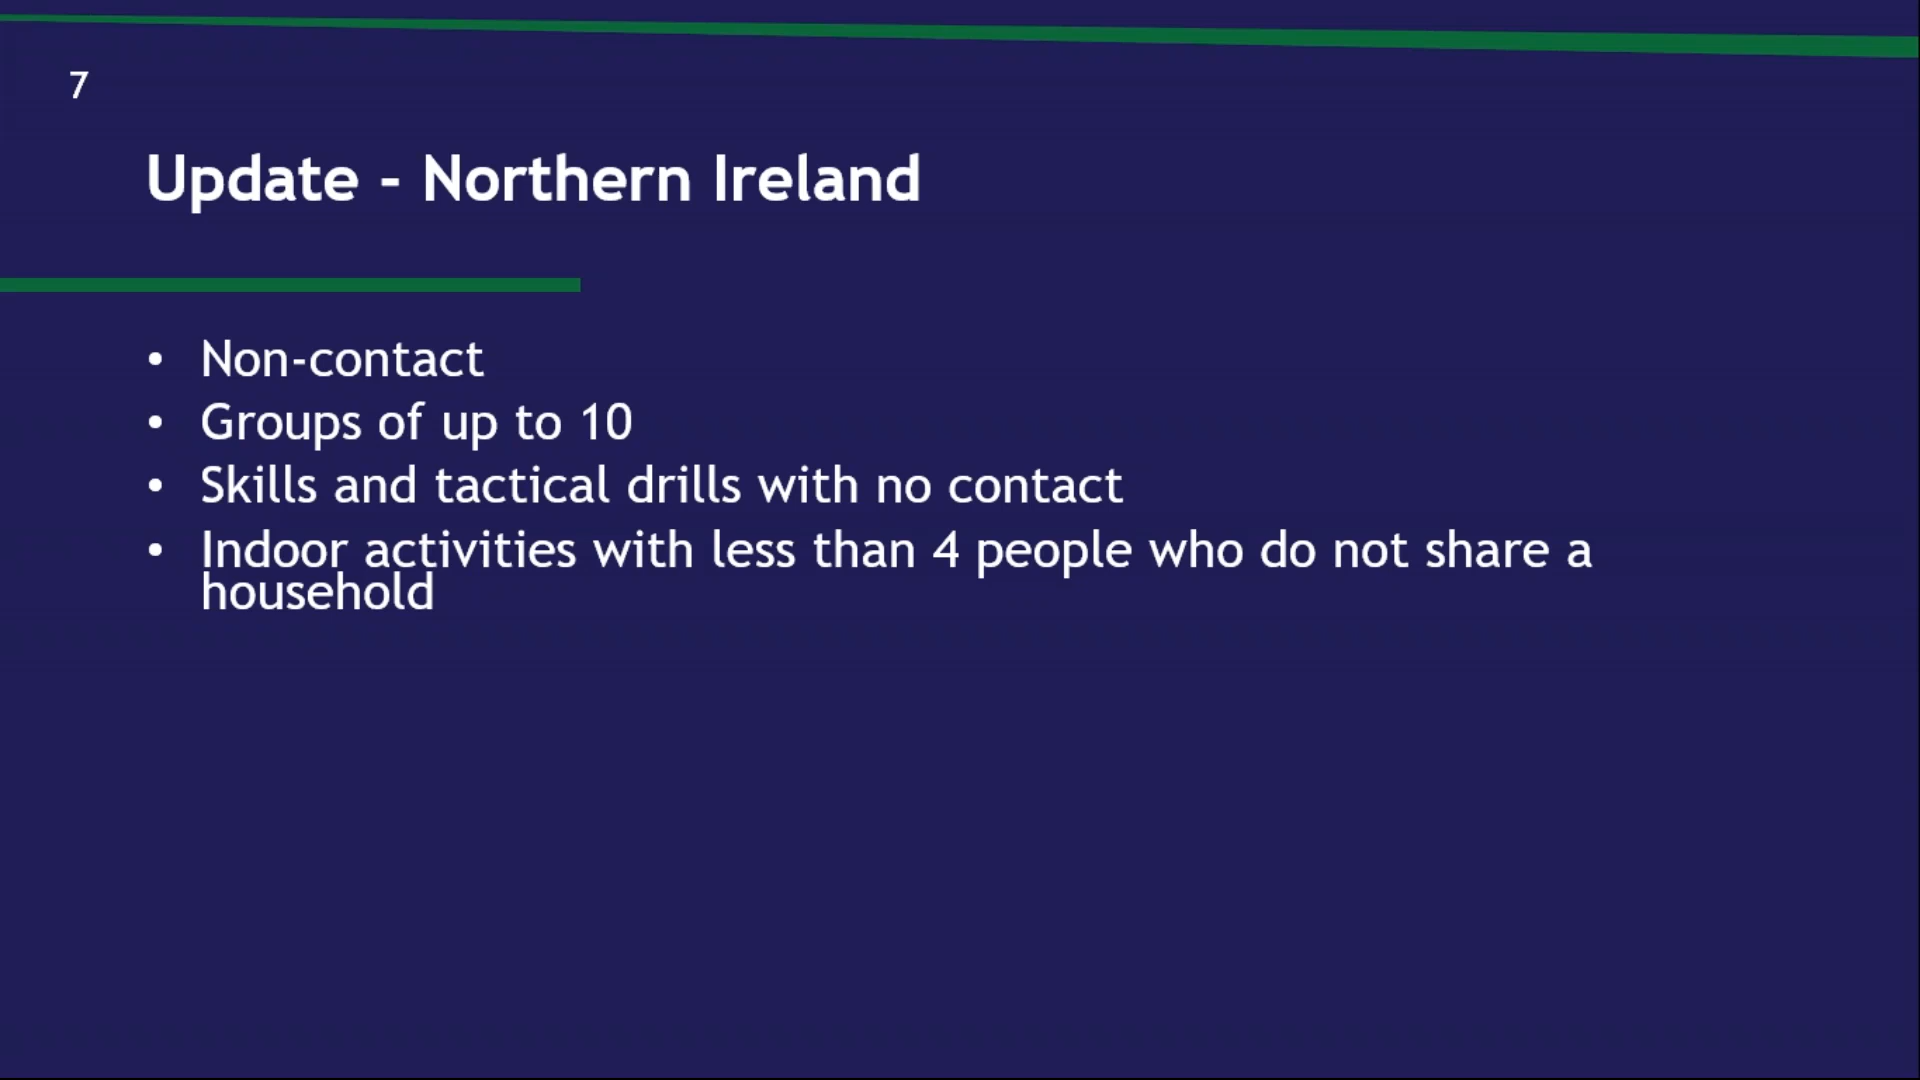 7
Update - Northern Ireland
• Non-contact
• Groups of up to 10
• Skills and tactical drills with no contact
• Indoor activities with less than 4 people who do not share a
household